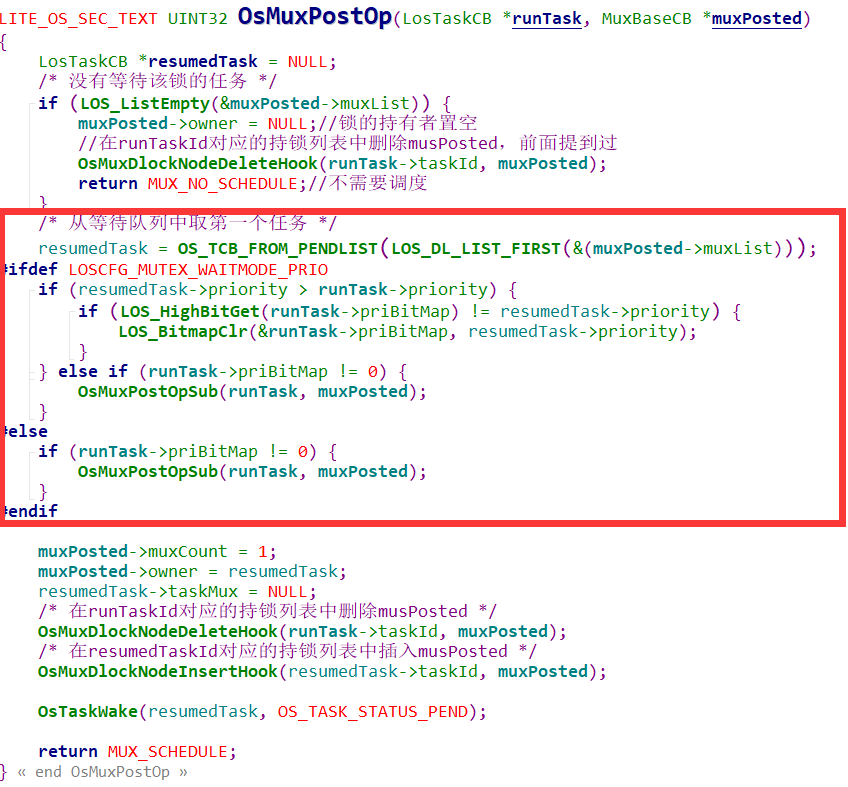 LITE_OS_SEC_TEXT UINT32 OsMuxPostOp(LosTaskCB *runTask, MuxBaseCB *muxPosted)
{
    LosTaskCB *resumedTask = NULL;
    /* 没有等待该锁的任务 */
    if (LOS_ListEmpty(&muxPosted->muxList)) {
        muxPosted->owner = NULL;//锁的持有者置空
        //在runTaskId对应的持锁列表中删除musPosted，前面提到过
        OsMuxDlockNodeDeleteHook(runTask->taskId, muxPosted);
        return MUX_NO_SCHEDULE;//不需要调度
    }
    /* 从等待队列中取第一个任务 */
    resumedTask = OS_TCB_FROM_PENDLIST(LOS_DL_LIST_FIRST(&(muxPosted->muxList)));
#ifdef LOSCFG_MUTEX_WAITMODE_PRIO
    if (resumedTask->priority > runTask->priority) {
        if (LOS_HighBitGet(runTask->priBitMap) != resumedTask->priority) {
            LOS_BitmapClr(&runTask->priBitMap, resumedTask->priority);
        }
    } else if (runTask->priBitMap != 0) {
        OsMuxPostOpSub(runTask, muxPosted);
    }
#else
    if (runTask->priBitMap != 0) {
        OsMuxPostOpSub(runTask, muxPosted);
    }
#endif
    muxPosted->muxCount = 1;
    muxPosted->owner = resumedTask;
    resumedTask->taskMux = NULL;
    /* 在runTaskId对应的持锁列表中删除musPosted */
    OsMuxDlockNodeDeleteHook(runTask->taskId, muxPosted);
    /* 在resumedTaskId对应的持锁列表中插入musPosted */
    OsMuxDlockNodeInsertHook(resumedTask->taskId, muxPosted);
    OsTaskWake(resumedTask, OS_TASK_STATUS_PEND);
    return MUX_SCHEDULE;
} « end OsMuxPostOp »